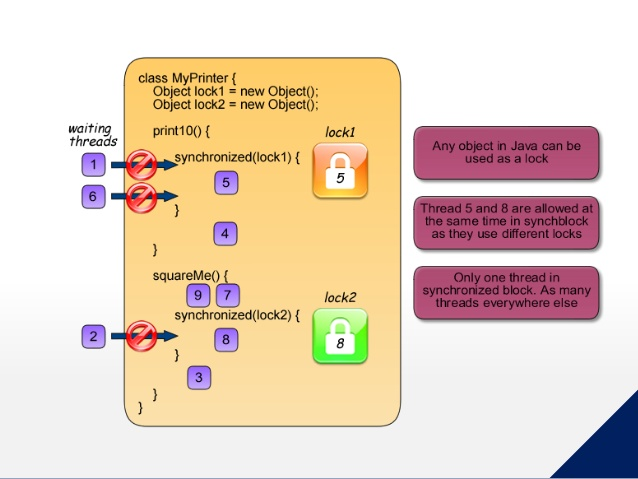 class MyPrinter {
Object lock1 = new Object();
Object lock2 = new Object();
waiting
threads
print10() {
lock1
synchronized(lock1) {
1
5
5
6
}
4
}
squareMe() {
9 7
lock2
synchronized(lock2) {
2
8
8
}
3
}
}
Any object in Java can be
used as a lock
Thread 5 and 8 are allowed at
the same time in synchblock
as they use different locks
Only one thread in
synchronized block. As many
threads everywhere else